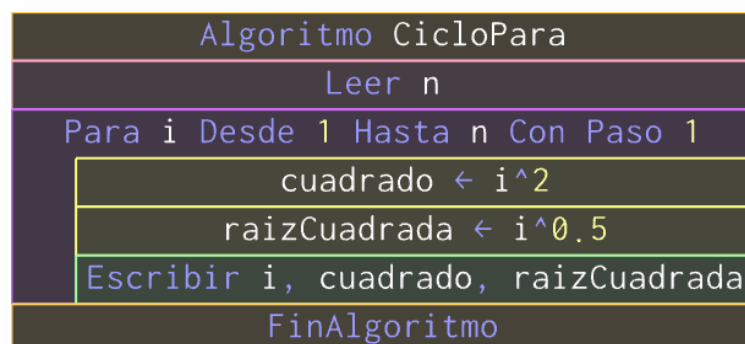 Algoritmo CicloPara
Leer n
Para i Desde 1 Hasta n Con Paso 1
cuadrado ← i^2
raizCuadrada ← i^0.5
Escribir i, cuadrado, raizCuadrada
FinAlgoritmo